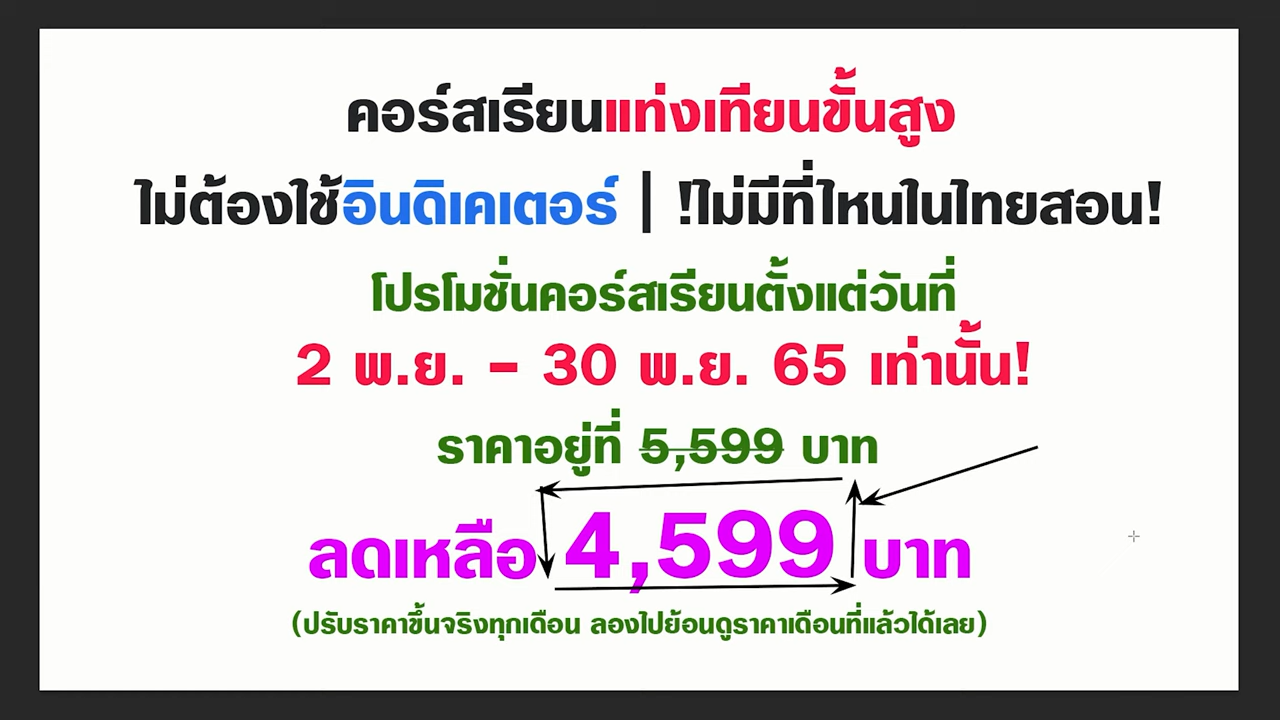 คอร์สเรียนแท่งเทียนขั้นสูง
ไม่ต้องใช้อินดิเคเตอร์ | !ไม่มีที่ไหนในไทยสอน!
โปรโมชั่นคอร์สเรียนตั้งแต่วันที่
2 พ.ย. - 30 พ.ย. 65 เท่านั้น!
ราคาอยู่ที่ 5,599 บาท
ลดเหลือ 4,599 บาท
(ปรับราคาขึ้นจริงทุกเดือน ลองไปย้อนดูราคาเดือนที่แล้วได้เลย)